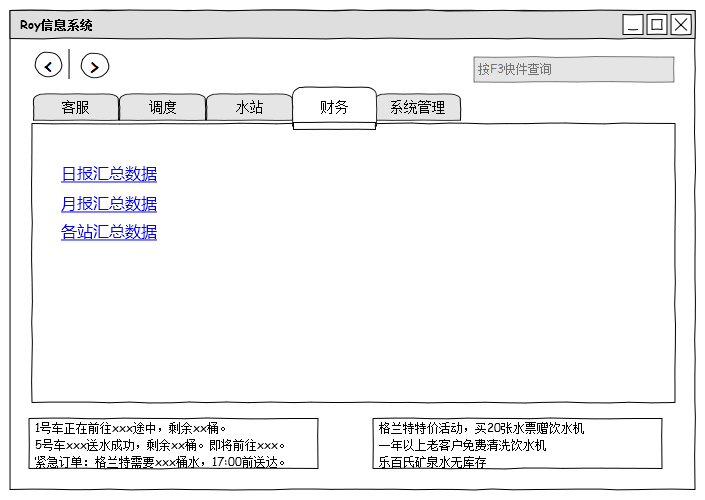 Roy信息系统
按F3快件查询
客服 调度 水站 财务 系统管理
日报汇总数据
月报汇总数据
各站汇总数据
1号车正在前往xxx途中，剩余xx桶。
5号车xxx送水成功，剩余xx桶。即将前往xxx。
紧急订单：格兰特需要xxx桶水，17:00前送达。
格兰特特价活动，买20张水票赠饮水机
一年以上老客户免费清洗饮水机
乐百氏矿泉水无库存